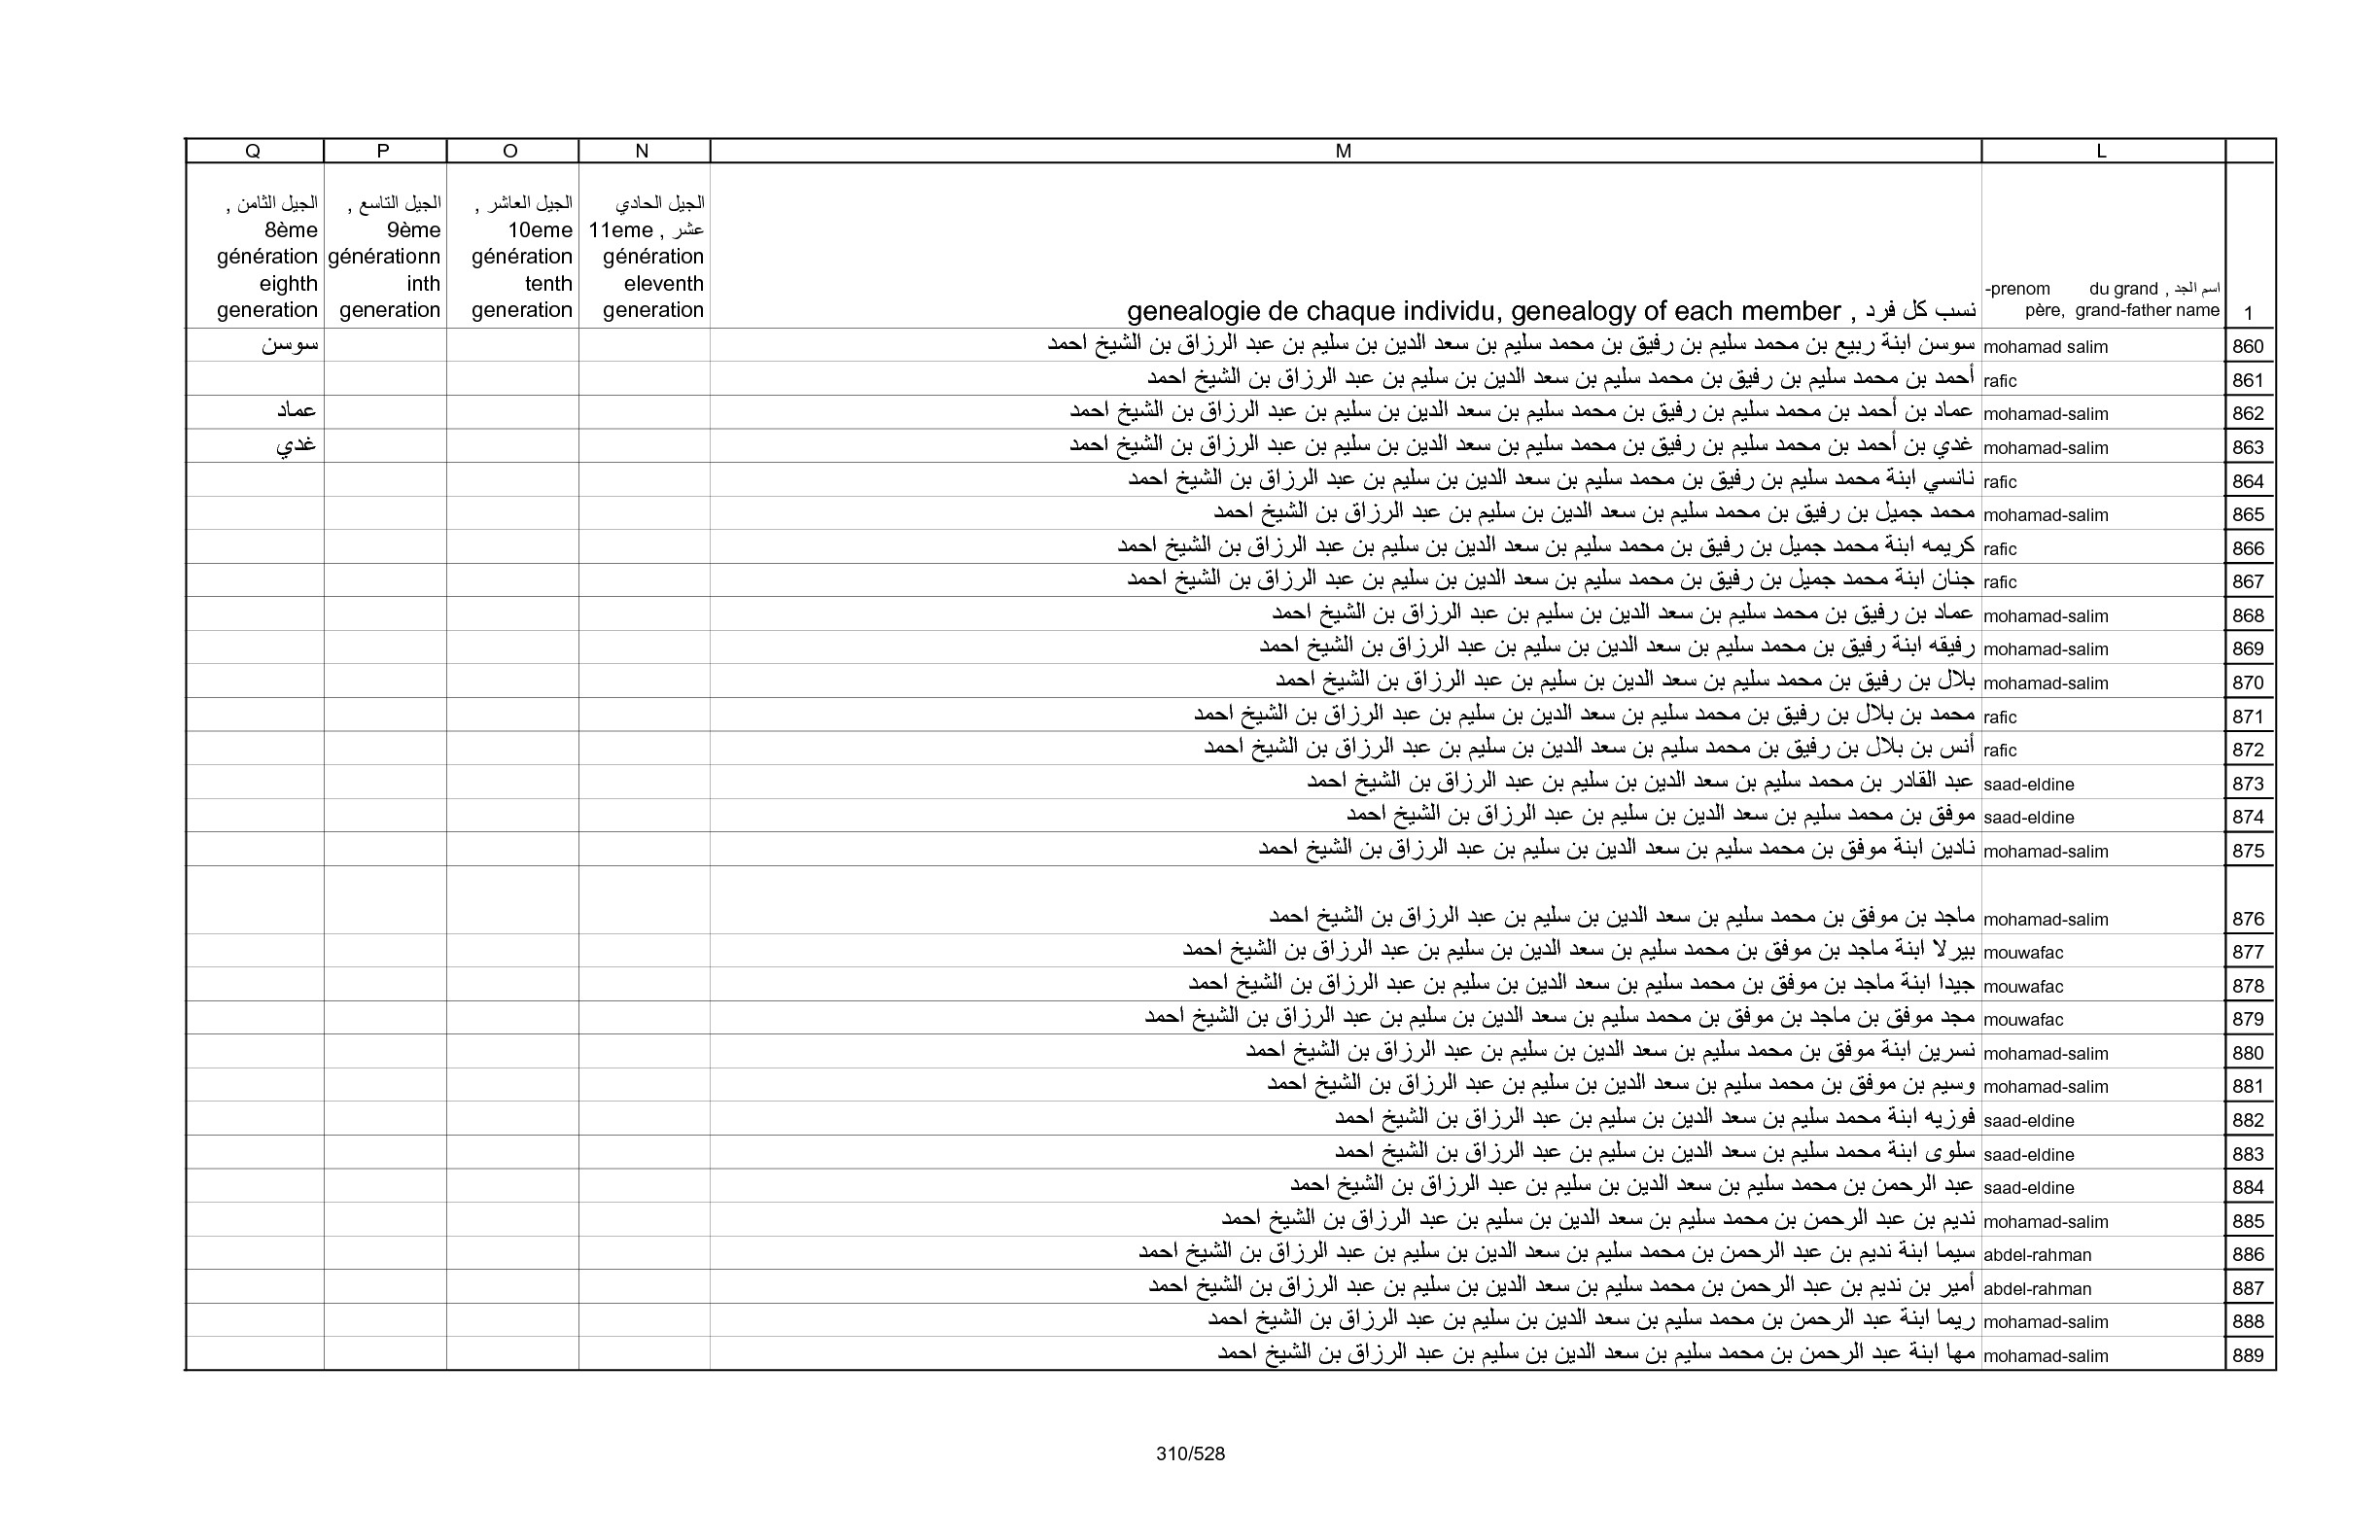 Q P O N M L
الجيل الثامن , 8ème génération eighth generation
الجيل التاسع , 9ème générationn inth generation
الجيل العاشر , 10eme génération tenth generation
الجيل الحادي عشر , 11eme génération eleventh generation
نسب كل فرد , genealogie de chaque individu, genealogy of each member
اسم الجد , du grand -prenom père, grand-father name
1
سوسن سوسن ابنة ربيع بن محمد سليم بن رفيق بن محمد سليم بن سعد الدين بن سليم بن عبد الرزاق بن الشيخ احمد mohamad salim 860
أحمد بن محمد سليم بن رفيق بن محمد سليم بن سعد الدين بن سليم بن عبد الرزاق بن الشيخ احمد rafic 861
عماد عماد بن أحمد بن محمد سليم بن رفيق بن محمد سليم بن سعد الدين بن سليم بن عبد الرزاق بن الشيخ احمد mohamad-salim 862
غدي غدي بن أحمد بن محمد سليم بن رفيق بن محمد سليم بن سعد الدين بن سليم بن عبد الرزاق بن الشيخ احمد mohamad-salim 863
نانسي ابنة محمد سليم بن رفيق بن محمد سليم بن سعد الدين بن سليم بن عبد الرزاق بن الشيخ احمد rafic 864
محمد جميل بن رفيق بن محمد سليم بن سعد الدين بن سليم بن عبد الرزاق بن الشيخ احمد mohamad-salim 865
كريمه ابنة محمد جميل بن رفيق بن محمد سليم بن سعد الدين بن سليم بن عبد الرزاق بن الشيخ احمد rafic 866
جنان ابنة محمد جميل بن رفيق بن محمد سليم بن سعد الدين بن سليم بن عبد الرزاق بن الشيخ احمد rafic 867
عماد بن رفيق بن محمد سليم بن سعد الدين بن سليم بن عبد الرزاق بن الشيخ احمد mohamad-salim 868
رفيقه ابنة رفيق بن محمد سليم بن سعد الدين بن سليم بن عبد الرزاق بن الشيخ احمد mohamad-salim 869
بلال بن رفيق بن محمد سليم بن سعد الدين بن سليم بن عبد الرزاق بن الشيخ احمد mohamad-salim 870
محمد بن بلال بن رفيق بن محمد سليم بن سعد الدين بن سليم بن عبد الرزاق بن الشيخ احمد rafic 871
أنس بن بلال بن رفيق بن محمد سليم بن سعد الدين بن سليم بن عبد الرزاق بن الشيخ احمد rafic 872
عبد القادر بن محمد سليم بن سعد الدين بن سليم بن عبد الرزاق بن الشيخ احمد saad-eldine 873
موفق بن محمد سليم بن سعد الدين بن سليم بن عبد الرزاق بن الشيخ احمد saad-eldine 874
نادين ابنة موفق بن محمد سليم بن سعد الدين بن سليم بن عبد الرزاق بن الشيخ احمد mohamad-salim 875
ماجد بن موفق بن محمد سليم بن سعد الدين بن سليم بن عبد الرزاق بن الشيخ احمد mohamad-salim 876
بيرلا ابنة ماجد بن موفق بن محمد سليم بن سعد الدين بن سليم بن عبد الرزاق بن الشيخ احمد mouwafac 877
جيدا ابنة ماجد بن موفق بن محمد سليم بن سعد الدين بن سليم بن عبد الرزاق بن الشيخ احمد mouwafac 878
مجد موفق بن ماجد بن موفق بن محمد سليم بن سعد الدين بن سليم بن عبد الرزاق بن الشيخ احمد mouwafac 879
نسرين ابنة موفق بن محمد سليم بن سعد الدين بن سليم بن عبد الرزاق بن الشيخ احمد mohamad-salim 880
وسيم بن موفق بن محمد سليم بن سعد الدين بن سليم بن عبد الرزاق بن الشيخ احمد mohamad-salim 881
فوزيه ابنة محمد سليم بن سعد الدين بن سليم بن عبد الرزاق بن الشيخ احمد saad-eldine 882
سلوى ابنة محمد سليم بن سعد الدين بن سليم بن عبد الرزاق بن الشيخ احمد saad-eldine 883
عبد الرحمن بن محمد سليم بن سعد الدين بن سليم بن عبد الرزاق بن الشيخ احمد saad-eldine 884
نديم بن عبد الرحمن بن محمد سليم بن سعد الدين بن سليم بن عبد الرزاق بن الشيخ احمد mohamad-salim 885
سيما ابنة نديم بن عبد الرحمن بن محمد سليم بن سعد الدين بن سليم بن عبد الرزاق بن الشيخ احمد abdel-rahman 886
أمير بن نديم بن عبد الرحمن بن محمد سليم بن سعد الدين بن سليم بن عبد الرزاق بن الشيخ احمد abdel-rahman 887
ريما ابنة عبد الرحمن بن محمد سليم بن سعد الدين بن سليم بن عبد الرزاق بن الشيخ احمد mohamad-salim 888
مها ابنة عبد الرحمن بن محمد سليم بن سعد الدين بن سليم بن عبد الرزاق بن الشيخ احمد mohamad-salim 889
310/528